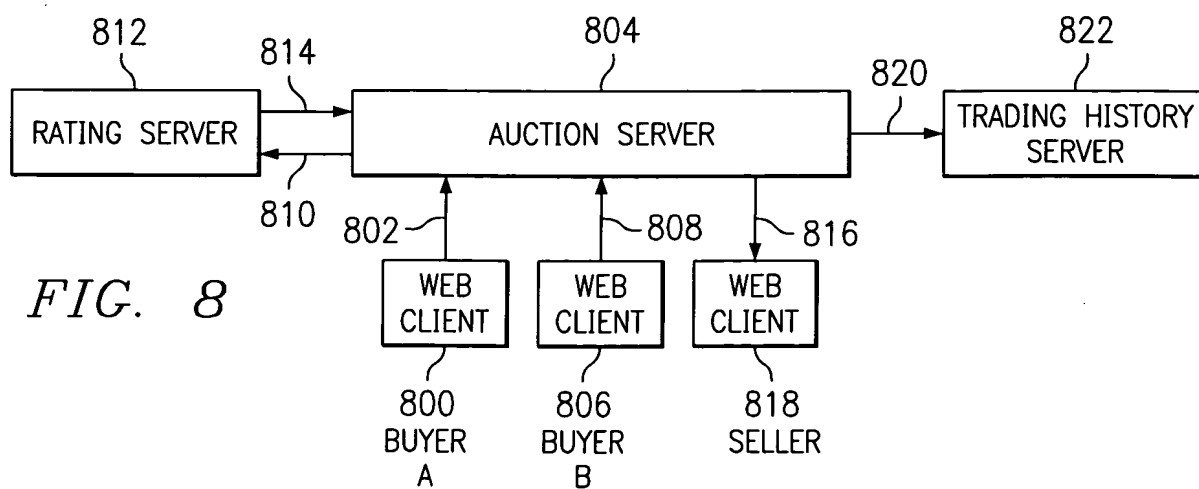 812
814
804
820
822
RATING SERVER
AUCTION SERVER
TRADING HISTORY
SERVER
810
802
808
816
FIG. 8
WEB
CLIENT
WEB
CLIENT
WEB
CLIENT
800
BUYER
A
806
BUYER
B
818
SELLER